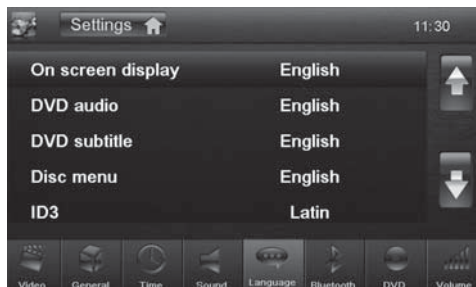 Settings 11:30
On screen display English
DVD audio English
DVD subtitle English
Disc menu English
ID3 Latin
Video General Time Sound Language Bluetooth DVD Volume